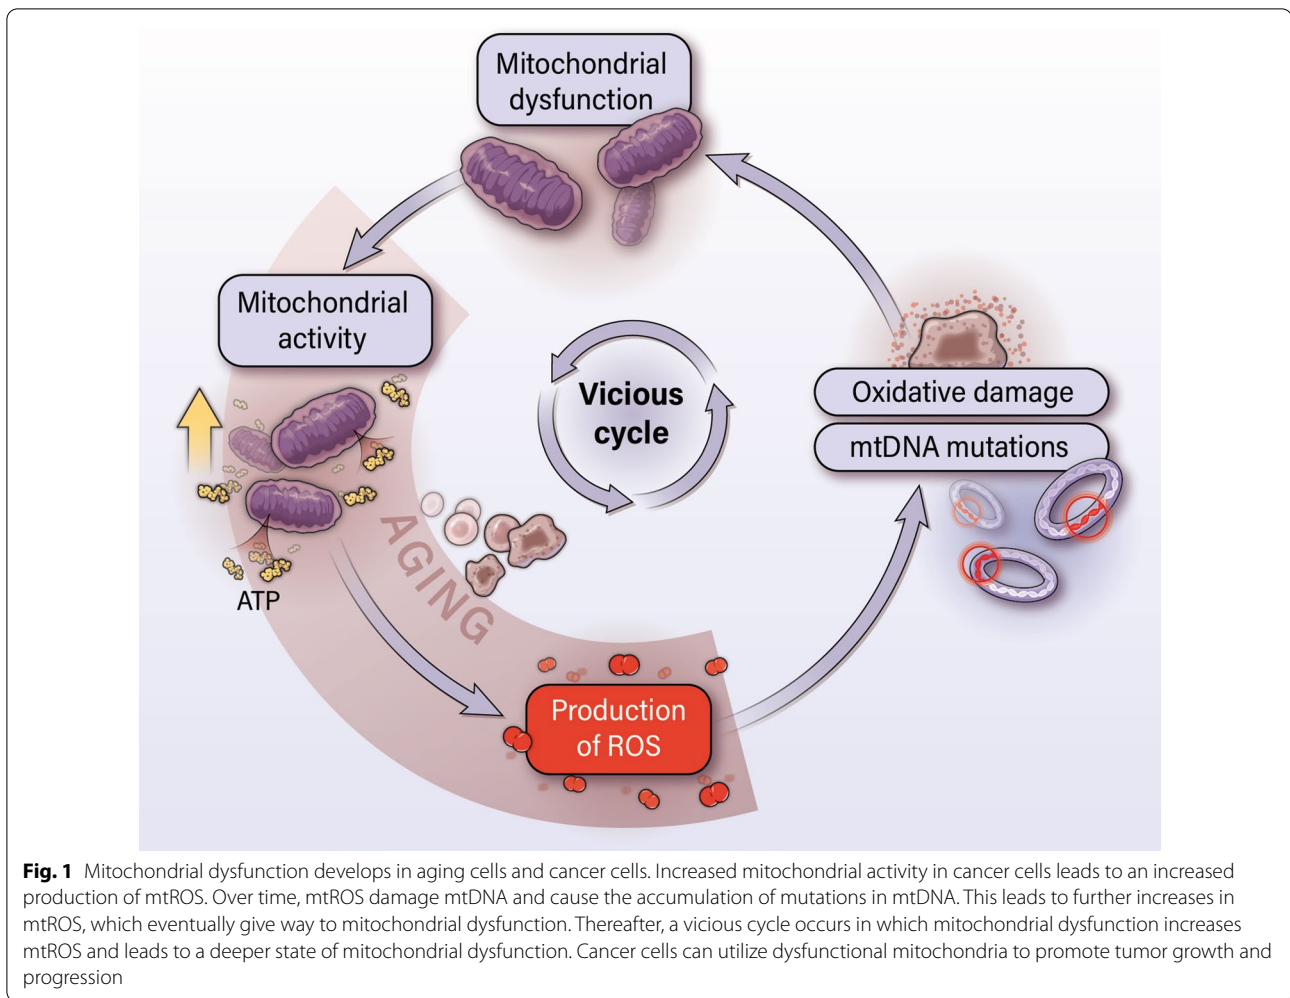 Mitochondrial
dysfunction
Mitochondrial
activity
Vicious
cycle
Oxidative damage
mtDNA mutations
AGING
ATP
Production
of ROS
Fig. 1 Mitochondrial dysfunction develops in aging cells and cancer cells. Increased mitochondrial activity in cancer cells leads to an increased
production of mtROS. Over time, mtROS damage mtDNA and cause the accumulation of mutations in mtDNA. This leads to further increases in
mtROS, which eventually give way to mitochondrial dysfunction. Thereafter, a vicious cycle occurs in which mitochondrial dysfunction increases
mtROS and leads to a deeper state of mitochondrial dysfunction. Cancer cells can utilize dysfunctional mitochondria to promote tumor growth and
progression